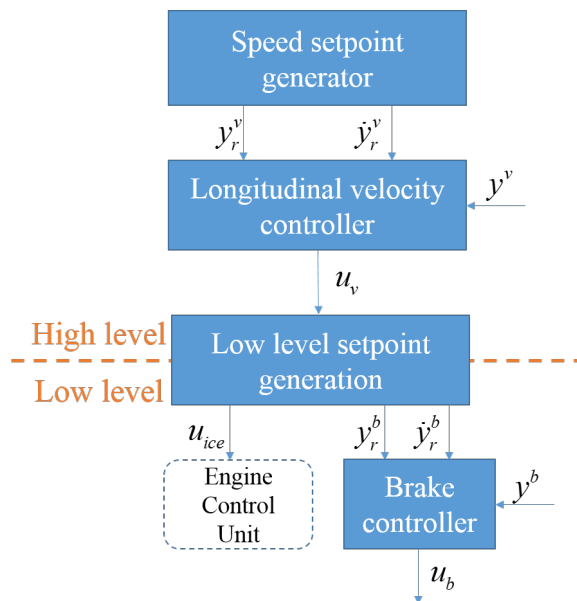 Speed setpoint
generator
y_r^v ẏ_r^v
Longitudinal velocity
controller
y^v
u_v
High level
Low level setpoint
generation
Low level
u_ice
y_r^b ẏ_r^b
Engine
Control
Unit
Brake
controller
y^b
u_b